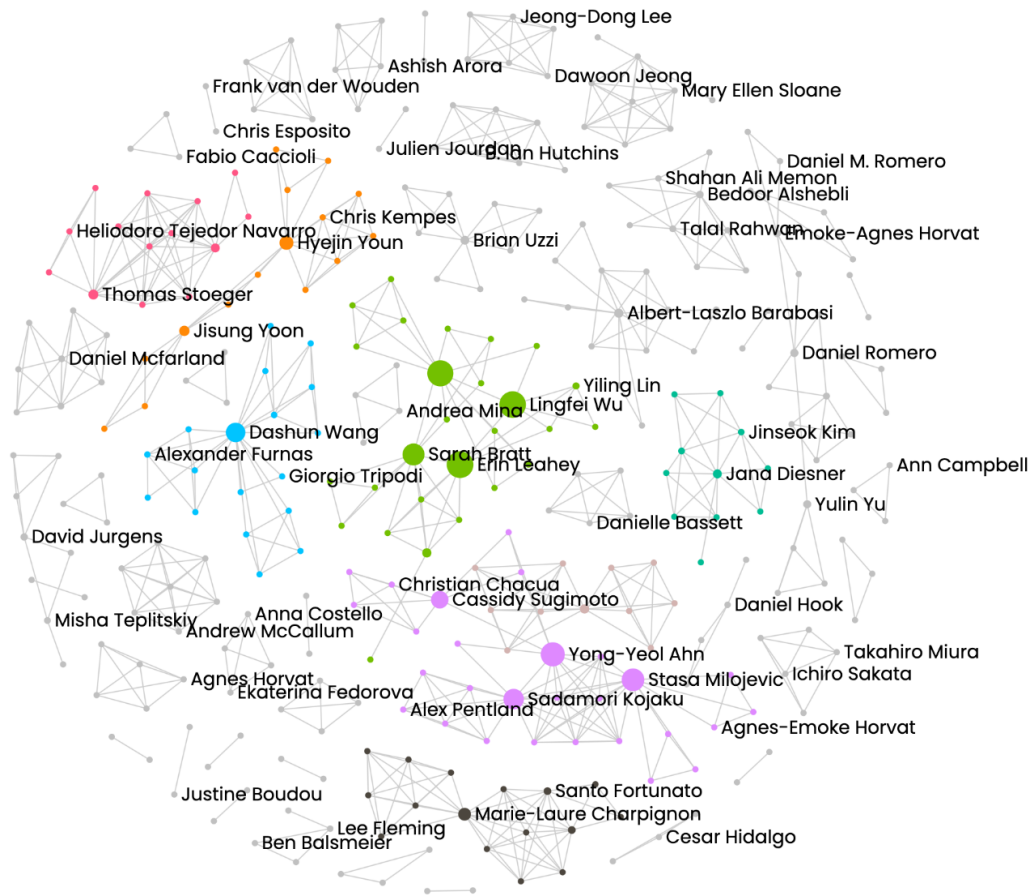 Jeong-Dong Lee
Ashish Arora
Dawoon Jeong
Frank van der Wouden
Mary Ellen Sloane
Chris Esposito
Julien Jourdan
B. Ian Hutchins
Fabio Caccioli
Daniel M. Romero
Shahan Ali Memon
Bedoor Alshebli
Chris Kempes
Heliodoro Tejedor Navarro
Talal Rahwan
Emoke-Agnes Horvat
Hyejin Youn
Brian Uzzi
Thomas Stoeger
Albert-Laszlo Barabasi
Jisung Yoon
Daniel Mcfarland
Daniel Romero
Yiling Lin
Andrea Mina
Lingfei Wu
Dashun Wang
Jinseok Kim
Alexander Furnas
Sarah Bratt
Erin Leahey
Ann Campbell
Giorgio Tripodi
Jana Diesner
Yulin Yu
Danielle Bassett
David Jurgens
Christian Chacua
Cassidy Sugimoto
Daniel Hook
Anna Costello
Misha Teplitskiy
Andrew McCallum
Yong-Yeol Ahn
Takahiro Miura
Ichiro Sakata
Agnes Horvat
Stasa Milojevic
Ekaterina Fedorova
Sadamori Kojaku
Alex Pentland
Agnes-Emoke Horvat
Santo Fortunato
Justine Boudou
Marie-Laure Charpignon
Lee Fleming
Cesar Hidalgo
Ben Balsmeier